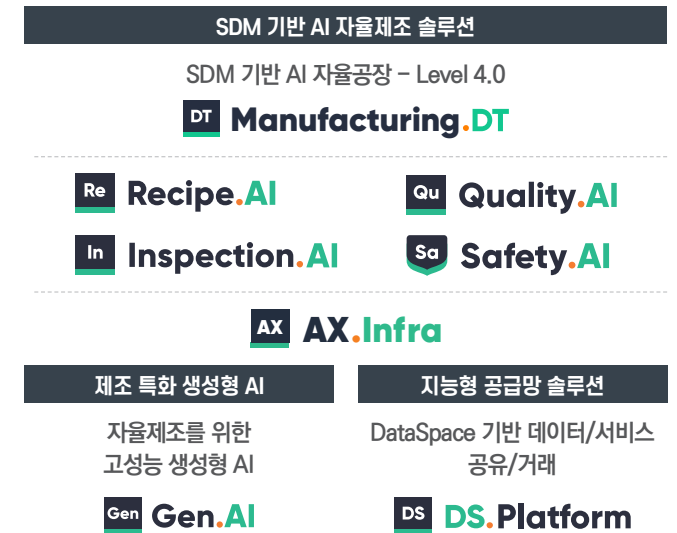 SDM 기반 AI 자율제조 솔루션
SDM 기반 AI 자율공장 – Level 4.0
DT Manufacturing.DT
Re Recipe.AI
Qu Quality.AI
In Inspection.AI
Sa Safety.AI
AX AX.Infra
제조 특화 생성형 AI
자율제조를 위한
고성능 생성형 AI
Gen Gen.AI
지능형 공급망 솔루션
DataSpace 기반 데이터/서비스
공유/거래
DS DS.Platform